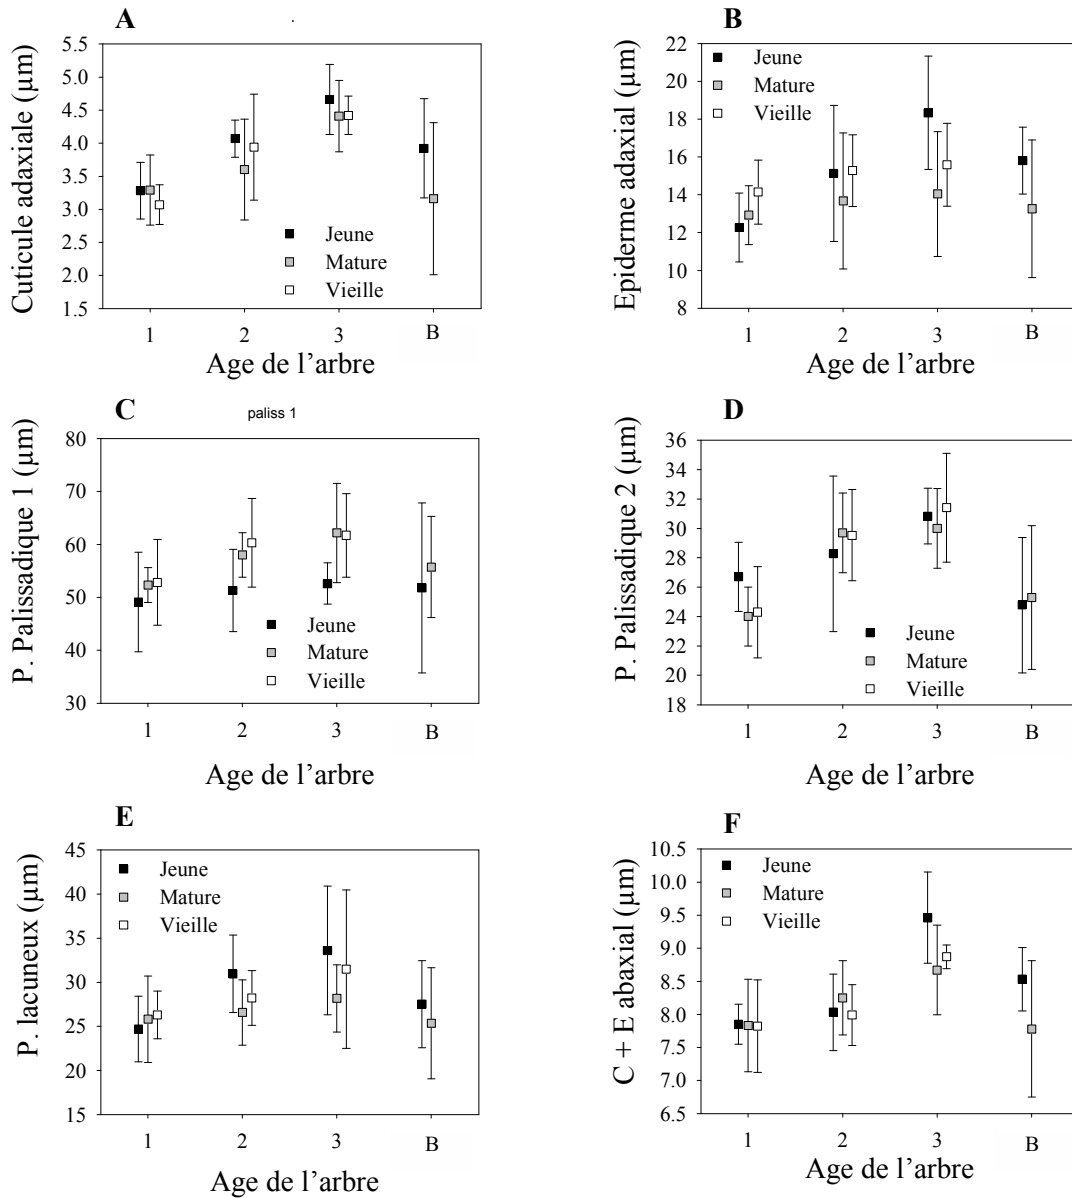 A
Cuticule adaxiale (µm)
5.5
5.0
4.5
4.0
3.5
3.0
2.5
2.0
1.5
Jeune
Mature
Vieille
1 2 3 B
Age de l’arbre
B
Epiderme adaxial (µm)
22
20
18
16
14
12
10
8
Jeune
Mature
Vieille
1 2 3 B
Age de l’arbre
C
paliss 1
P. Palissadique 1 (µm)
80
70
60
50
40
30
Jeune
Mature
Vieille
1 2 3 B
Age de l’arbre
D
P. Palissadique 2 (µm)
36
34
32
30
28
26
24
22
20
18
Jeune
Mature
Vieille
1 2 3 B
Age de l’arbre
E
P. lacuneux (µm)
45
40
35
30
25
20
15
Jeune
Mature
Vieille
1 2 3 B
Age de l’arbre
F
C + E abaxial (µm)
10.5
10.0
9.5
9.0
8.5
8.0
7.5
7.0
6.5
Jeune
Mature
Vieille
1 2 3 B
Age de l’arbre